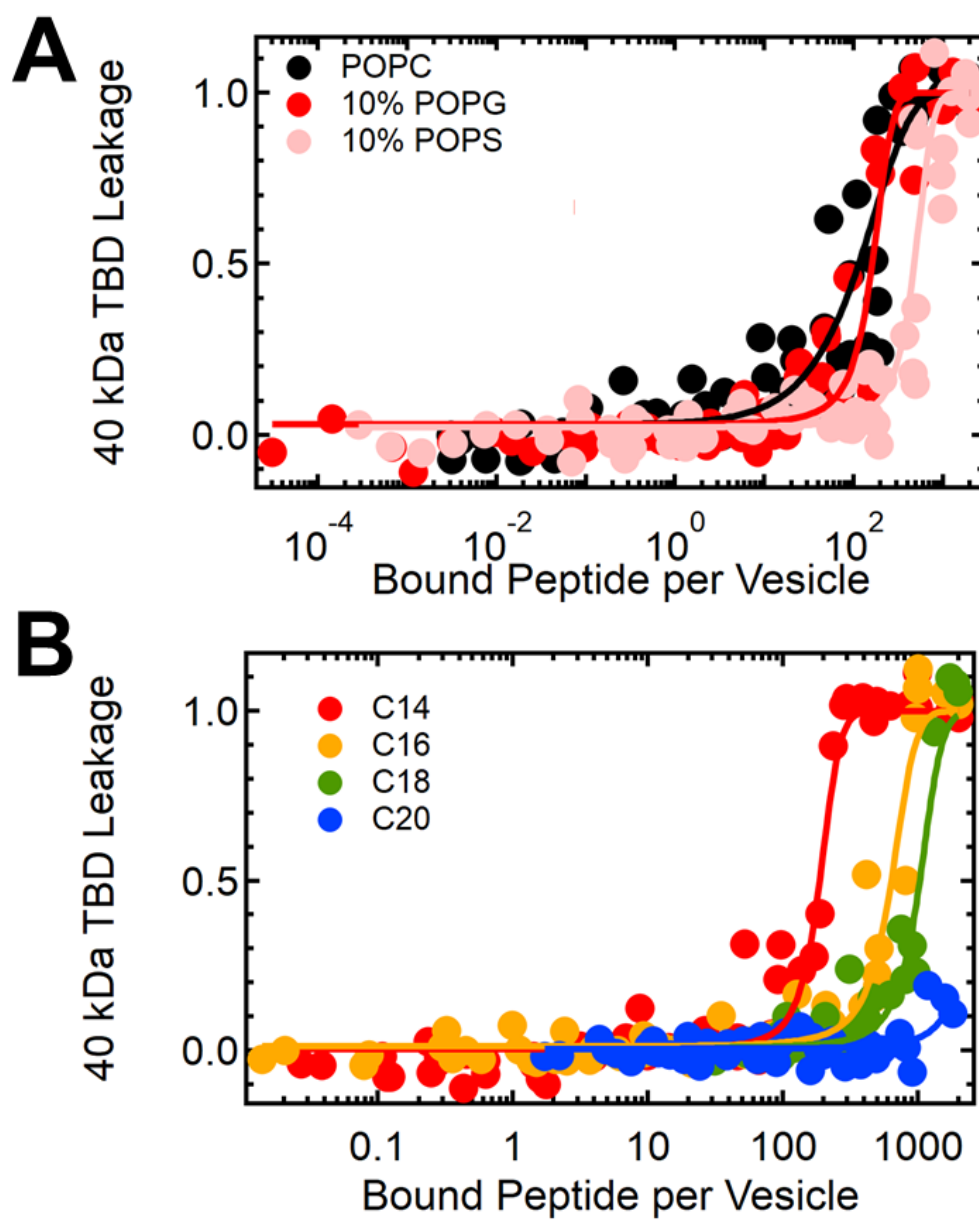 A
40 kDa TBD Leakage
POPC
10% POPG
10% POPS
1.0
0.5
0.0
10^-4
10^-2
10^0
10^2
Bound Peptide per Vesicle
B
40 kDa TBD Leakage
C14
C16
C18
C20
1.0
0.5
0.0
0.1
1
10
100
1000
Bound Peptide per Vesicle